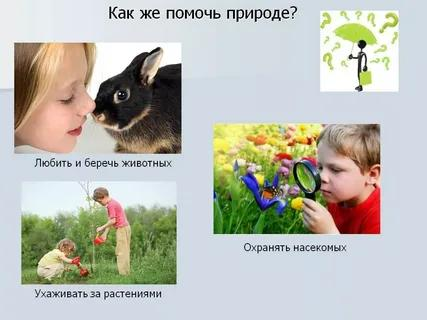 Как же помочь природе?
Любить и беречь животных
Охранять насекомых
Ухаживать за растениями